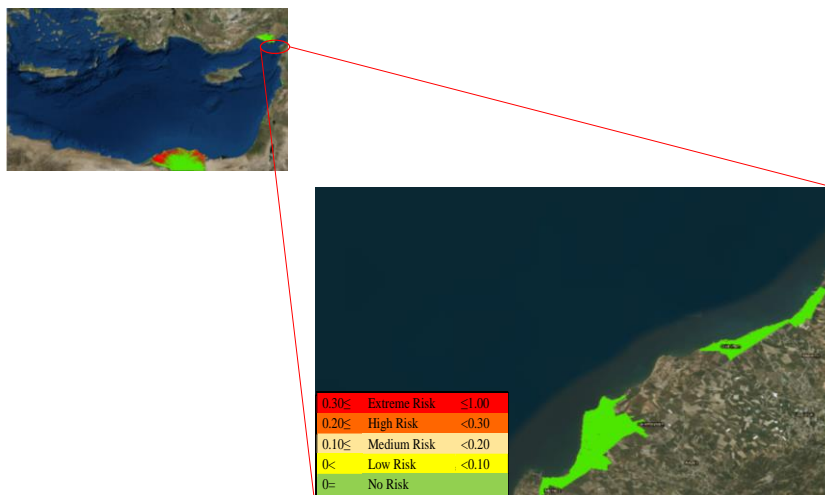 0.30≤ Extreme Risk ≤1.00
0.20≤ High Risk <0.30
0.10≤ Medium Risk <0.20
0< Low Risk <0.10
0= No Risk